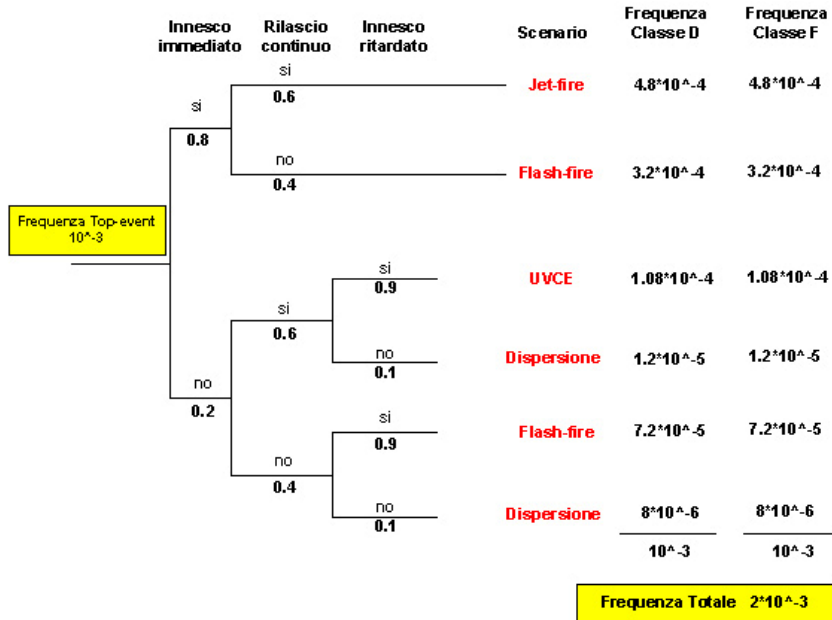 Innesco immediato
Rilascio continuo
Innesco ritardato
Scenario
Frequenza Classe D
Frequenza Classe F
si
0.6
Jet-fire
4.8*10^-4
4.8*10^-4
si
0.8
no
0.4
Flash-fire
3.2*10^-4
3.2*10^-4
Frequenza Top-event
10^-3
si
0.9
UVCE
1.08*10^-4
1.08*10^-4
si
0.6
no
0.1
Dispersione
1.2*10^-5
1.2*10^-5
no
0.2
si
0.9
Flash-fire
7.2*10^-5
7.2*10^-5
no
0.4
no
0.1
Dispersione
8*10^-6
8*10^-6
10^-3
10^-3
Frequenza Totale 2*10^-3